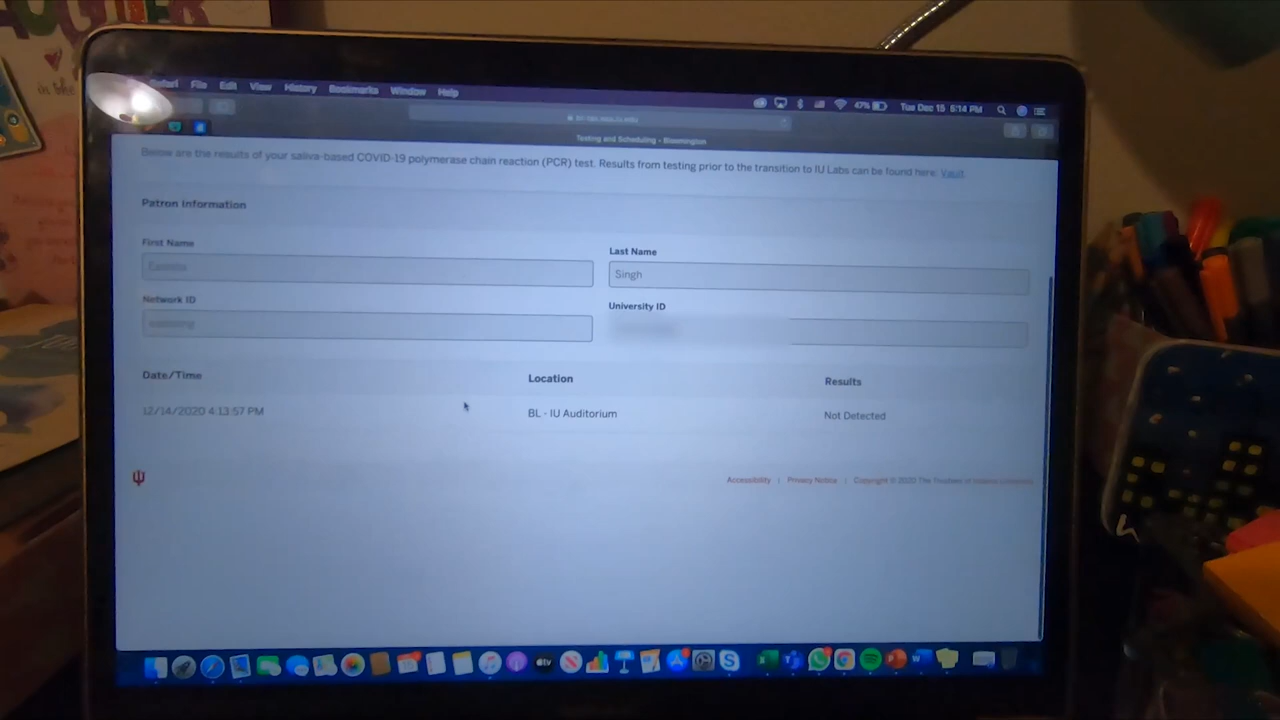 in the
Safari File Edit View History Bookmarks Window Help 47% Tue Dec 15 5:14 PM
Testing and Scheduling - Bloomington
Below are the results of your saliva-based COVID-19 polymerase chain reaction (PCR) test. Results from testing prior to the transition to IU Labs can be found here: Vault.
Patron Information
First Name Last Name
Singh
Network ID University ID
Date/Time Location Results
12/14/2020 4:13:57 PM BL - IU Auditorium Not Detected
Accessibility | Privacy Notice | Copyright © 2020 The Trustees of Indiana University
tv